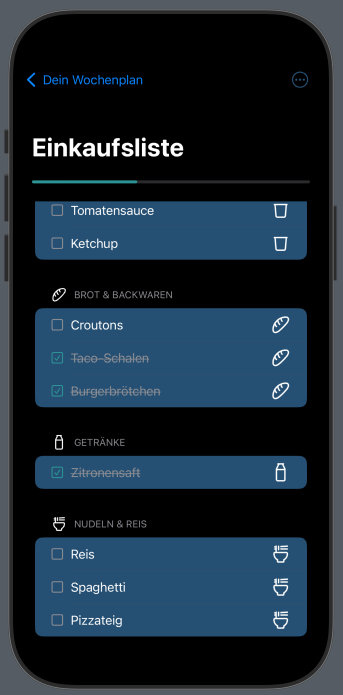 Dein Wochenplan
Einkaufsliste
Tomatensauce
Ketchup
BROT & BACKWAREN
Croutons
Taco-Schalen
Burgerbrötchen
GETRÄNKE
Zitronensaft
NUDELN & REIS
Reis
Spaghetti
Pizzateig